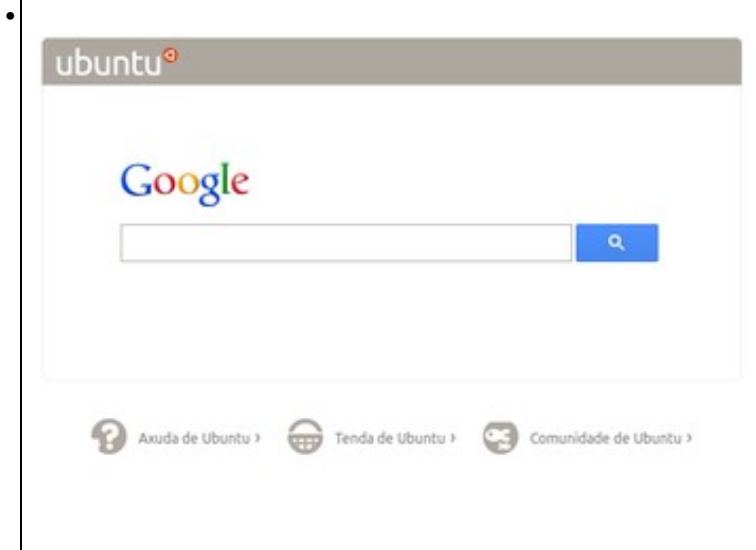 ubuntu
Google
Axuda de Ubuntu ›
Tenda de Ubuntu ›
Comunidade de Ubuntu ›